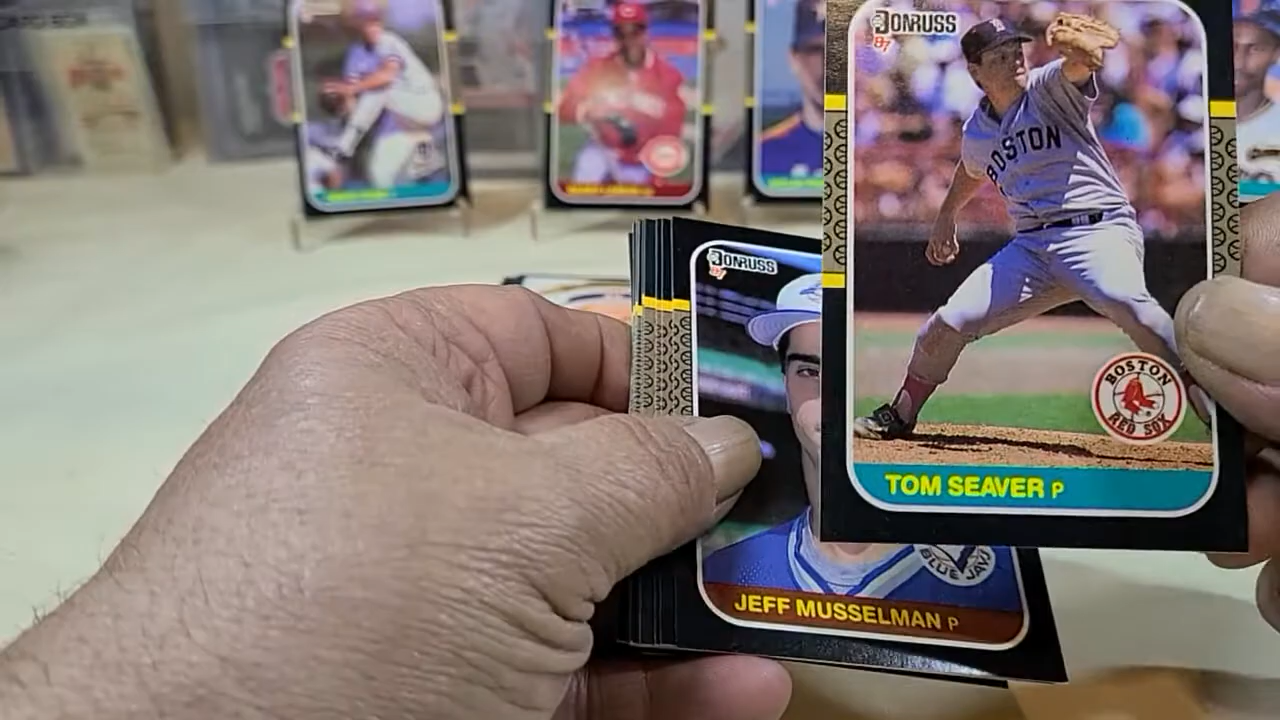 DONRUSS
87
BOSTON
BOSTON
RED SOX
TOM SEAVER P
DONRUSS
87
BLUE JAYS
JEFF MUSSELMAN P